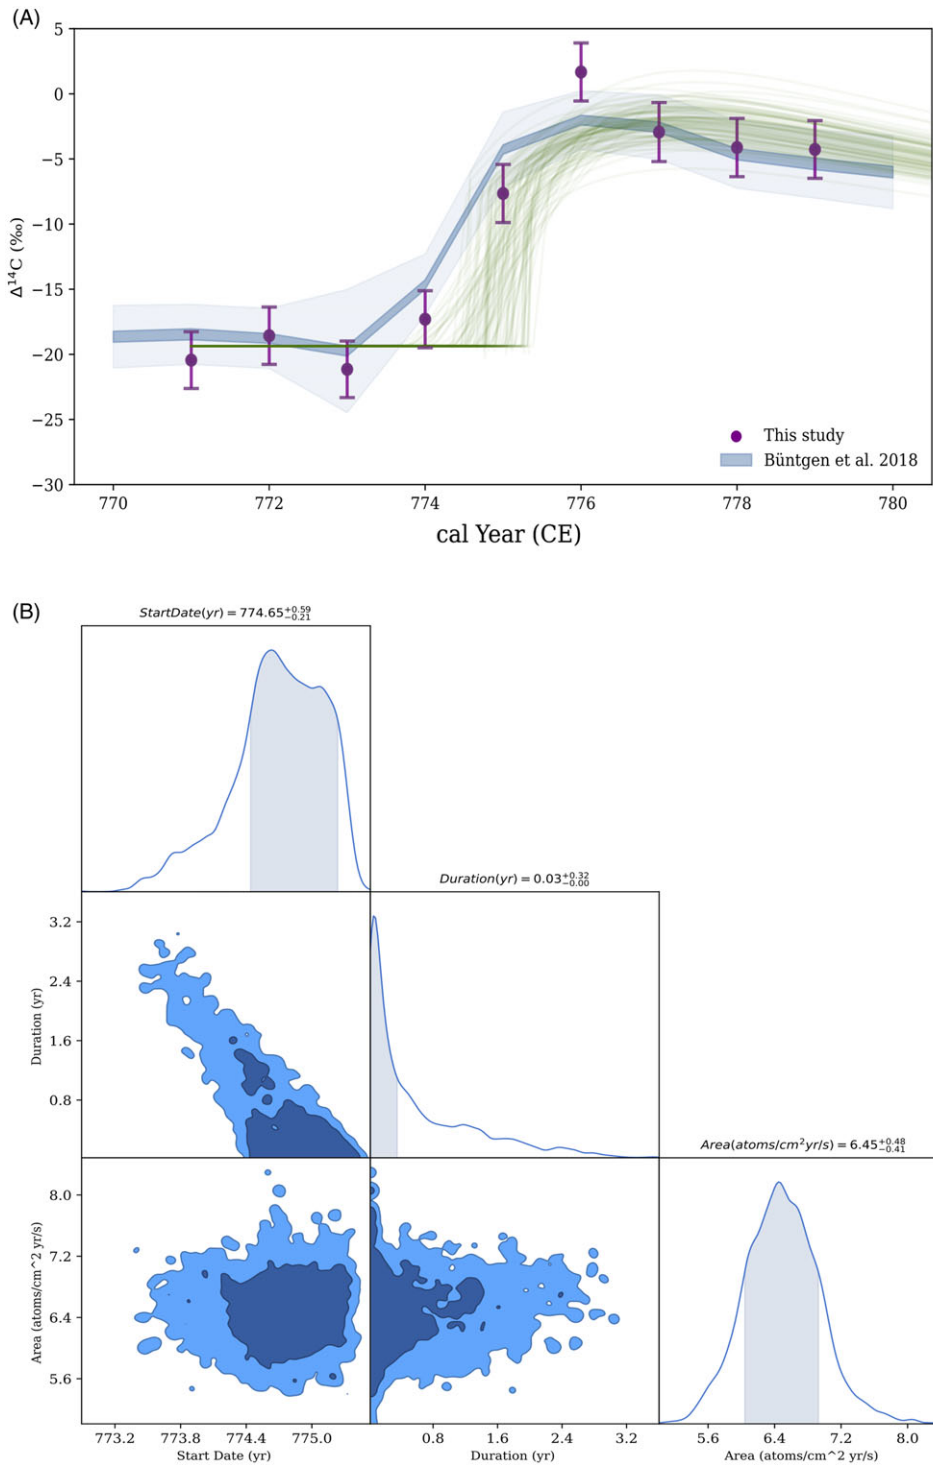 (A)
5
0
−5
−10
−15
−20
−25
−30
Δ¹⁴C (‰)
This study
Büntgen et al. 2018
770 772 774 776 778 780
cal Year (CE)
(B)
StartDate(yr) = 774.65 +0.59 −0.21
Duration(yr) = 0.03 +0.32 −0.00
3.2
2.4
1.6
0.8
Duration (yr)
Area(atoms/cm²yr/s) = 6.45 +0.48 −0.41
8.0
7.2
6.4
5.6
Area (atoms/cm^2 yr/s)
773.2 773.8 774.4 775.0 0.8 1.6 2.4 3.2 5.6 6.4 7.2 8.0
Start Date (yr) Duration (yr) Area (atoms/cm^2 yr/s)